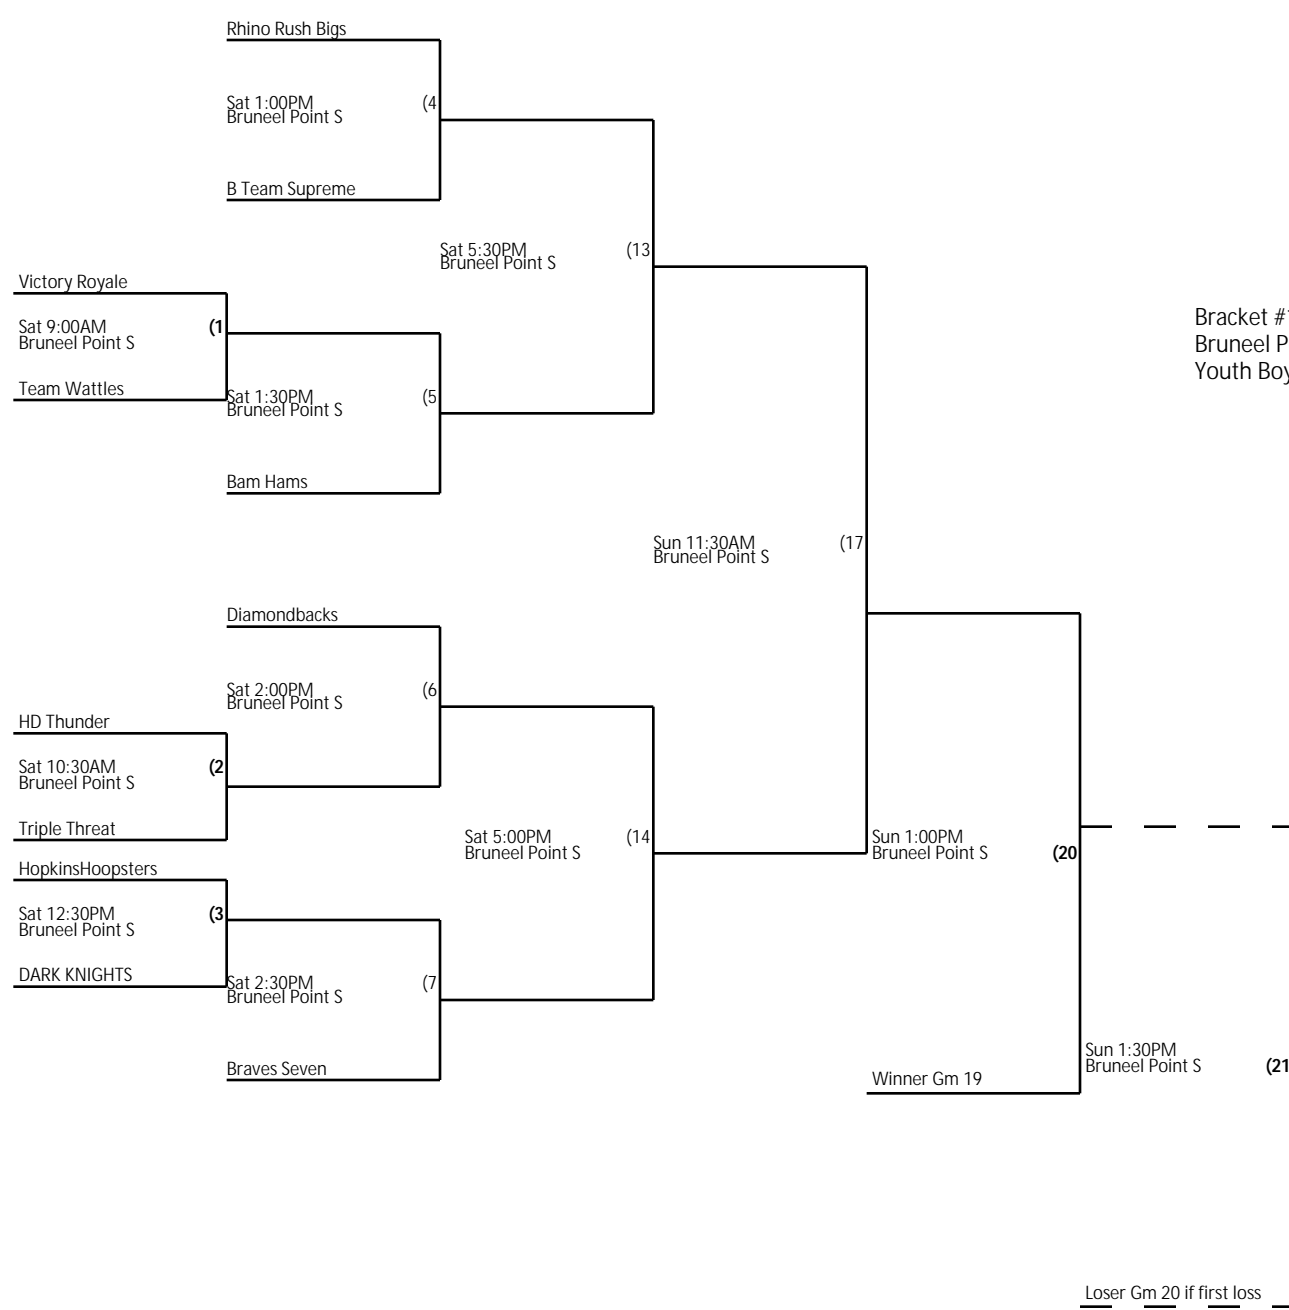 Rhino Rush Bigs
Sat 1:00PM (4
Bruneel Point S
B Team Supreme
Sat 5:30PM (13
Bruneel Point S
Victory Royale
Sat 9:00AM (1
Bruneel Point S
Team Wattles
Sat 1:30PM (5
Bruneel Point S
Bam Hams
Bracket #
Bruneel P
Youth Boy
Sun 11:30AM (17
Bruneel Point S
Diamondbacks
Sat 2:00PM (6
Bruneel Point S
HD Thunder
Sat 10:30AM (2
Bruneel Point S
Triple Threat
Sat 5:00PM (14
Bruneel Point S
Sun 1:00PM
Bruneel Point S (20
HopkinsHoopsters
Sat 12:30PM (3
Bruneel Point S
DARK KNIGHTS
Sat 2:30PM (7
Bruneel Point S
Braves Seven
Winner Gm 19
Sun 1:30PM
Bruneel Point S (21
Loser Gm 20 if first loss